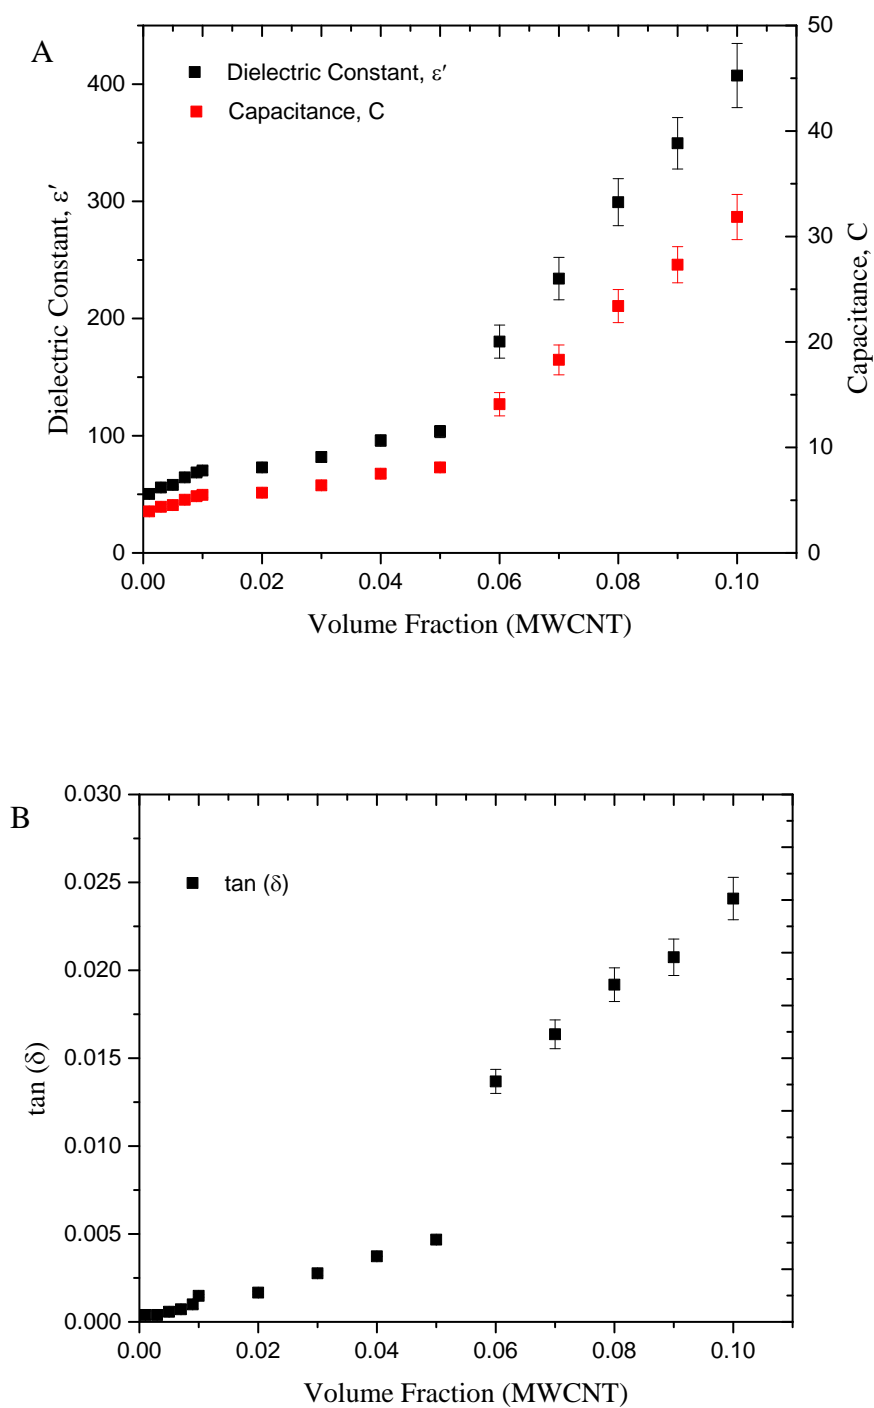 A
Dielectric Constant, ε′
Capacitance, C
400
300
200
100
0
50
40
30
20
10
0
Dielectric Constant, ε′
Capacitance, C
0.00 0.02 0.04 0.06 0.08 0.10
Volume Fraction (MWCNT)
B
tan (δ)
0.030
0.025
0.020
0.015
0.010
0.005
0.000
tan (δ)
0.00 0.02 0.04 0.06 0.08 0.10
Volume Fraction (MWCNT)